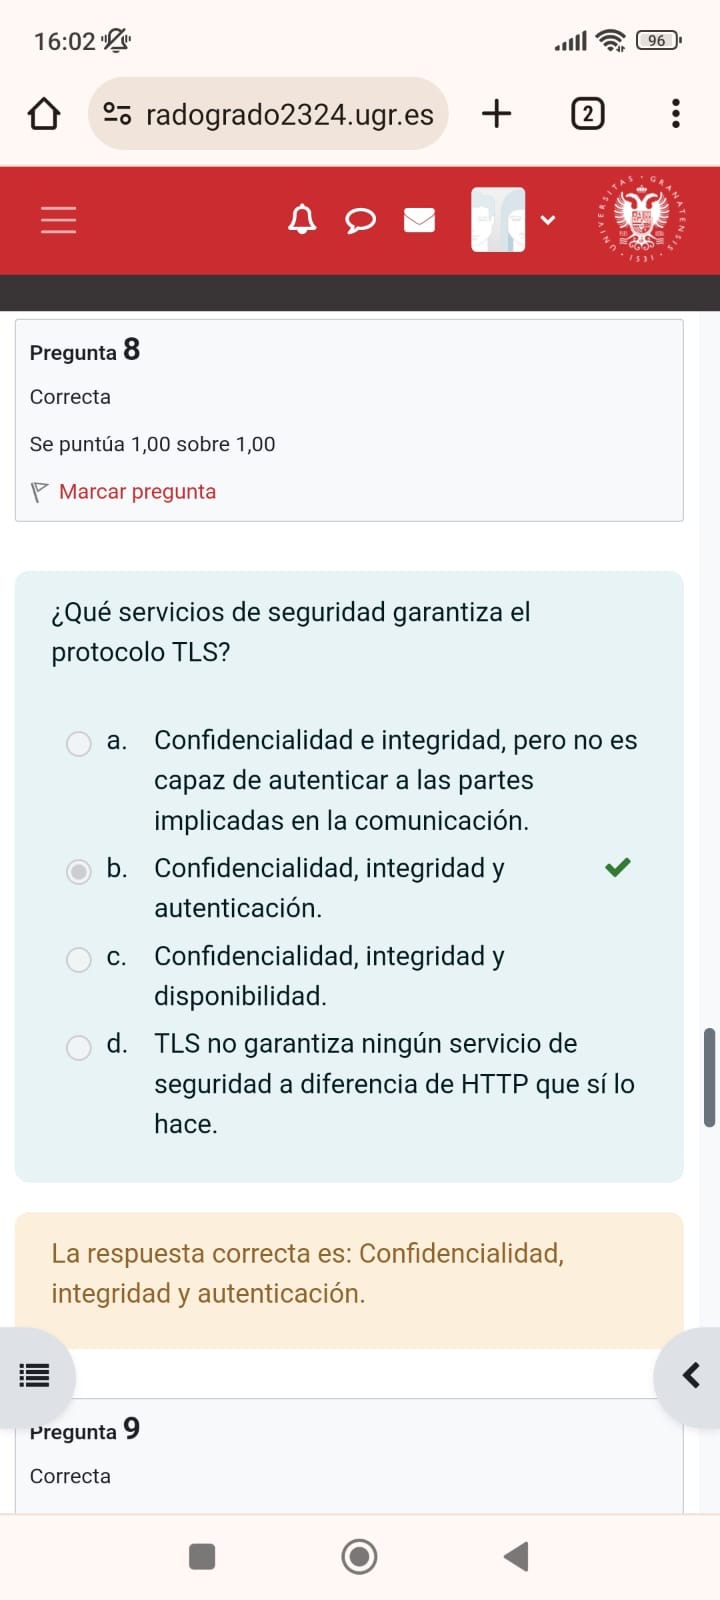 16:02
96
radogrado2324.ugr.es
2
UNIVERSITAS · GRANATENSIS · 1531 ·
Pregunta 8
Correcta
Se puntúa 1,00 sobre 1,00
Marcar pregunta
¿Qué servicios de seguridad garantiza el
protocolo TLS?
a. Confidencialidad e integridad, pero no es
capaz de autenticar a las partes
implicadas en la comunicación.
b. Confidencialidad, integridad y
autenticación.
c. Confidencialidad, integridad y
disponibilidad.
d. TLS no garantiza ningún servicio de
seguridad a diferencia de HTTP que sí lo
hace.
La respuesta correcta es: Confidencialidad,
integridad y autenticación.
Pregunta 9
Correcta